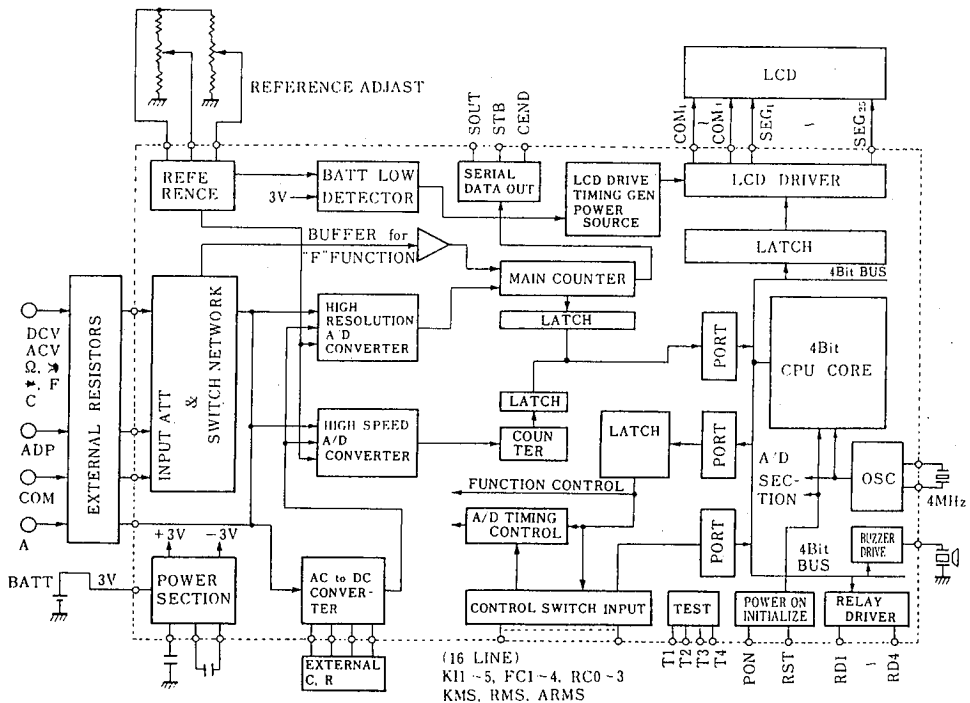 REFERENCE ADJAST
SOUT
STB
CEND
LCD
COM1
~
COM4
SEG1
~
SEG25
REFE
RENCE
BATT LOW
DETECTOR
3V
SERIAL
DATA OUT
LCD DRIVE
TIMING GEN
POWER
SOURCE
LCD DRIVER
LATCH
4Bit BUS
BUFFER for
"F" FUNCTION
MAIN COUNTER
LATCH
HIGH
RESOLUTION
A/D
CONVERTER
PORT
4Bit
CPU CORE
DCV
ACV
Ω,
, F
C
ADP
COM
A
EXTERNAL RESISTORS
INPUT ATT
&
SWITCH NETWORK
HIGH SPEED
A/D
CONVERTER
LATCH
COUN
TER
LATCH
PORT
A/D
SEC
TION
OSC
4MHz
FUNCTION CONTROL
A/D TIMING
CONTROL
PORT
4Bit
BUS
BUZZER
DRIVE
BATT
3V
+3V
-3V
POWER
SECTION
AC to DC
CONVER-
TER
CONTROL SWITCH INPUT
TEST
POWER ON
INITIALIZE
RELAY
DRIVER
EXTERNAL
C, R
(16 LINE)
KI1~5, FC1~4, RC0~3
KMS, RMS, ARMS
T1
T2
T3
T4
PON
RST
RD1
~
RD4